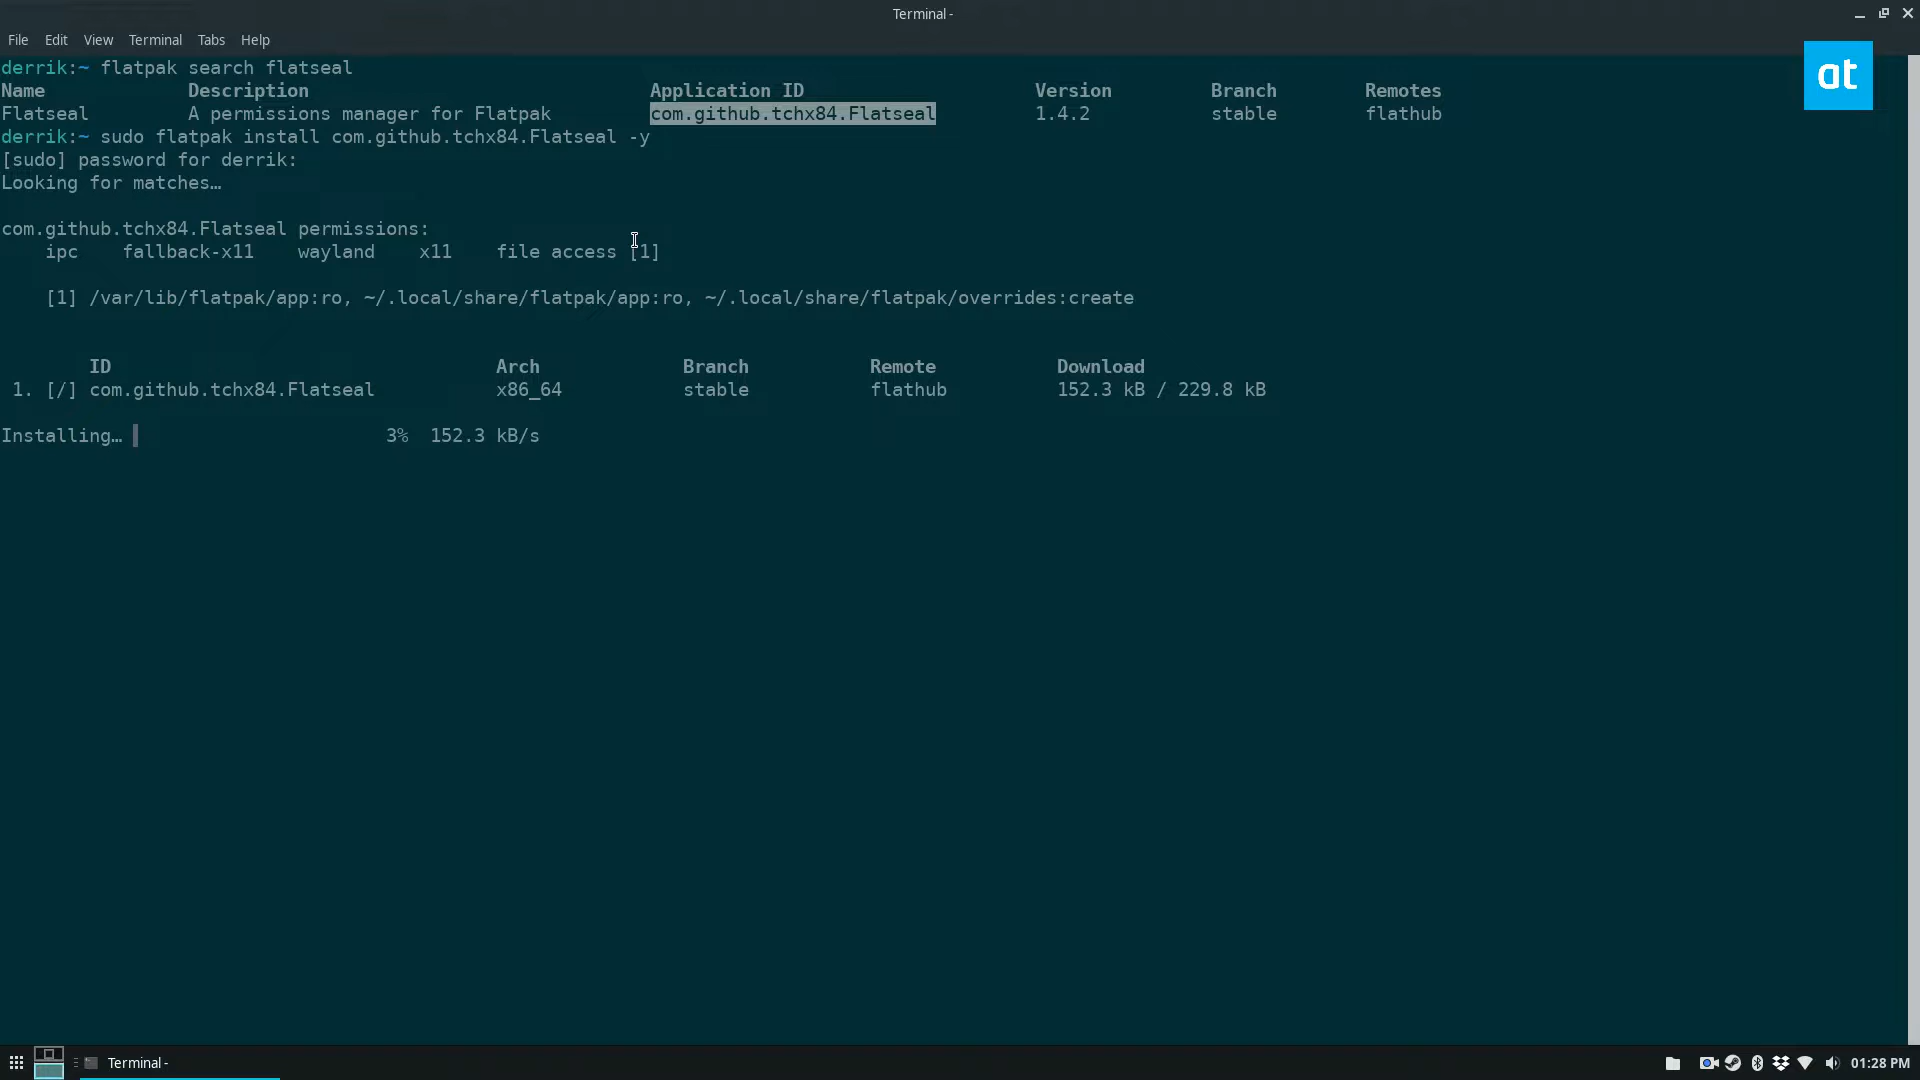 Terminal -
File Edit View Terminal Tabs Help
at
derrik:~ flatpak search flatseal
Name Description Application ID Version Branch Remotes
Flatseal A permissions manager for Flatpak com.github.tchx84.Flatseal 1.4.2 stable flathub
derrik:~ sudo flatpak install com.github.tchx84.Flatseal -y
[sudo] password for derrik:
Looking for matches…
com.github.tchx84.Flatseal permissions:
ipc fallback-x11 wayland x11 file access [1]
[1] /var/lib/flatpak/app:ro, ~/.local/share/flatpak/app:ro, ~/.local/share/flatpak/overrides:create
ID Arch Branch Remote Download
1. [/] com.github.tchx84.Flatseal x86_64 stable flathub 152.3 kB / 229.8 kB
Installing… 3% 152.3 kB/s
Terminal - 01:28 PM